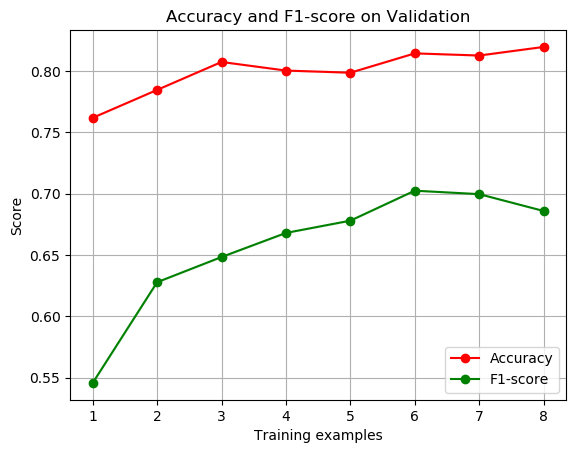 Accuracy and F1-score on Validation
Score
0.80
0.75
0.70
0.65
0.60
0.55
Accuracy
F1-score
1 2 3 4 5 6 7 8
Training examples